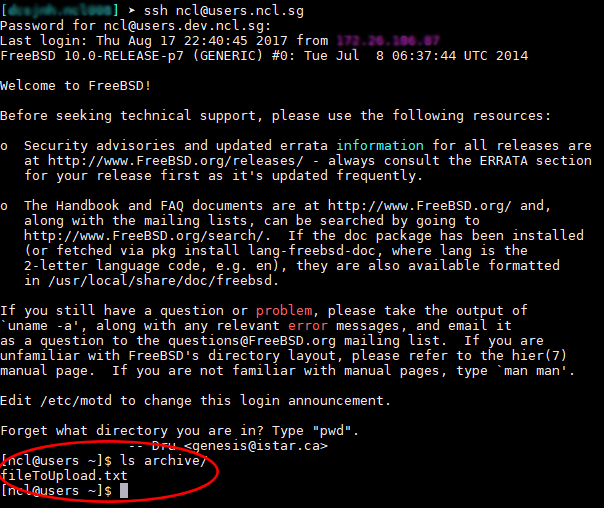 [ ] ➤ ssh ncl@users.ncl.sg
Password for ncl@users.dev.ncl.sg:
Last login: Thu Aug 17 22:40:45 2017 from
FreeBSD 10.0-RELEASE-p7 (GENERIC) #0: Tue Jul  8 06:37:44 UTC 2014
Welcome to FreeBSD!
Before seeking technical support, please use the following resources:
o  Security advisories and updated errata information for all releases are
at http://www.FreeBSD.org/releases/ - always consult the ERRATA section
for your release first as it's updated frequently.
o  The Handbook and FAQ documents are at http://www.FreeBSD.org/ and,
along with the mailing lists, can be searched by going to
http://www.FreeBSD.org/search/.  If the doc package has been installed
(or fetched via pkg install lang-freebsd-doc, where lang is the
2-letter language code, e.g. en), they are also available formatted
in /usr/local/share/doc/freebsd.
If you still have a question or problem, please take the output of
`uname -a', along with any relevant error messages, and email it
as a question to the questions@FreeBSD.org mailing list.  If you are
unfamiliar with FreeBSD's directory layout, please refer to the hier(7)
manual page.  If you are not familiar with manual pages, type `man man'.
Edit /etc/motd to change this login announcement.
Forget what directory you are in? Type "pwd".
-- Dru <genesis@istar.ca>
[ncl@users ~]$ ls archive/
fileToUpload.txt
[ncl@users ~]$